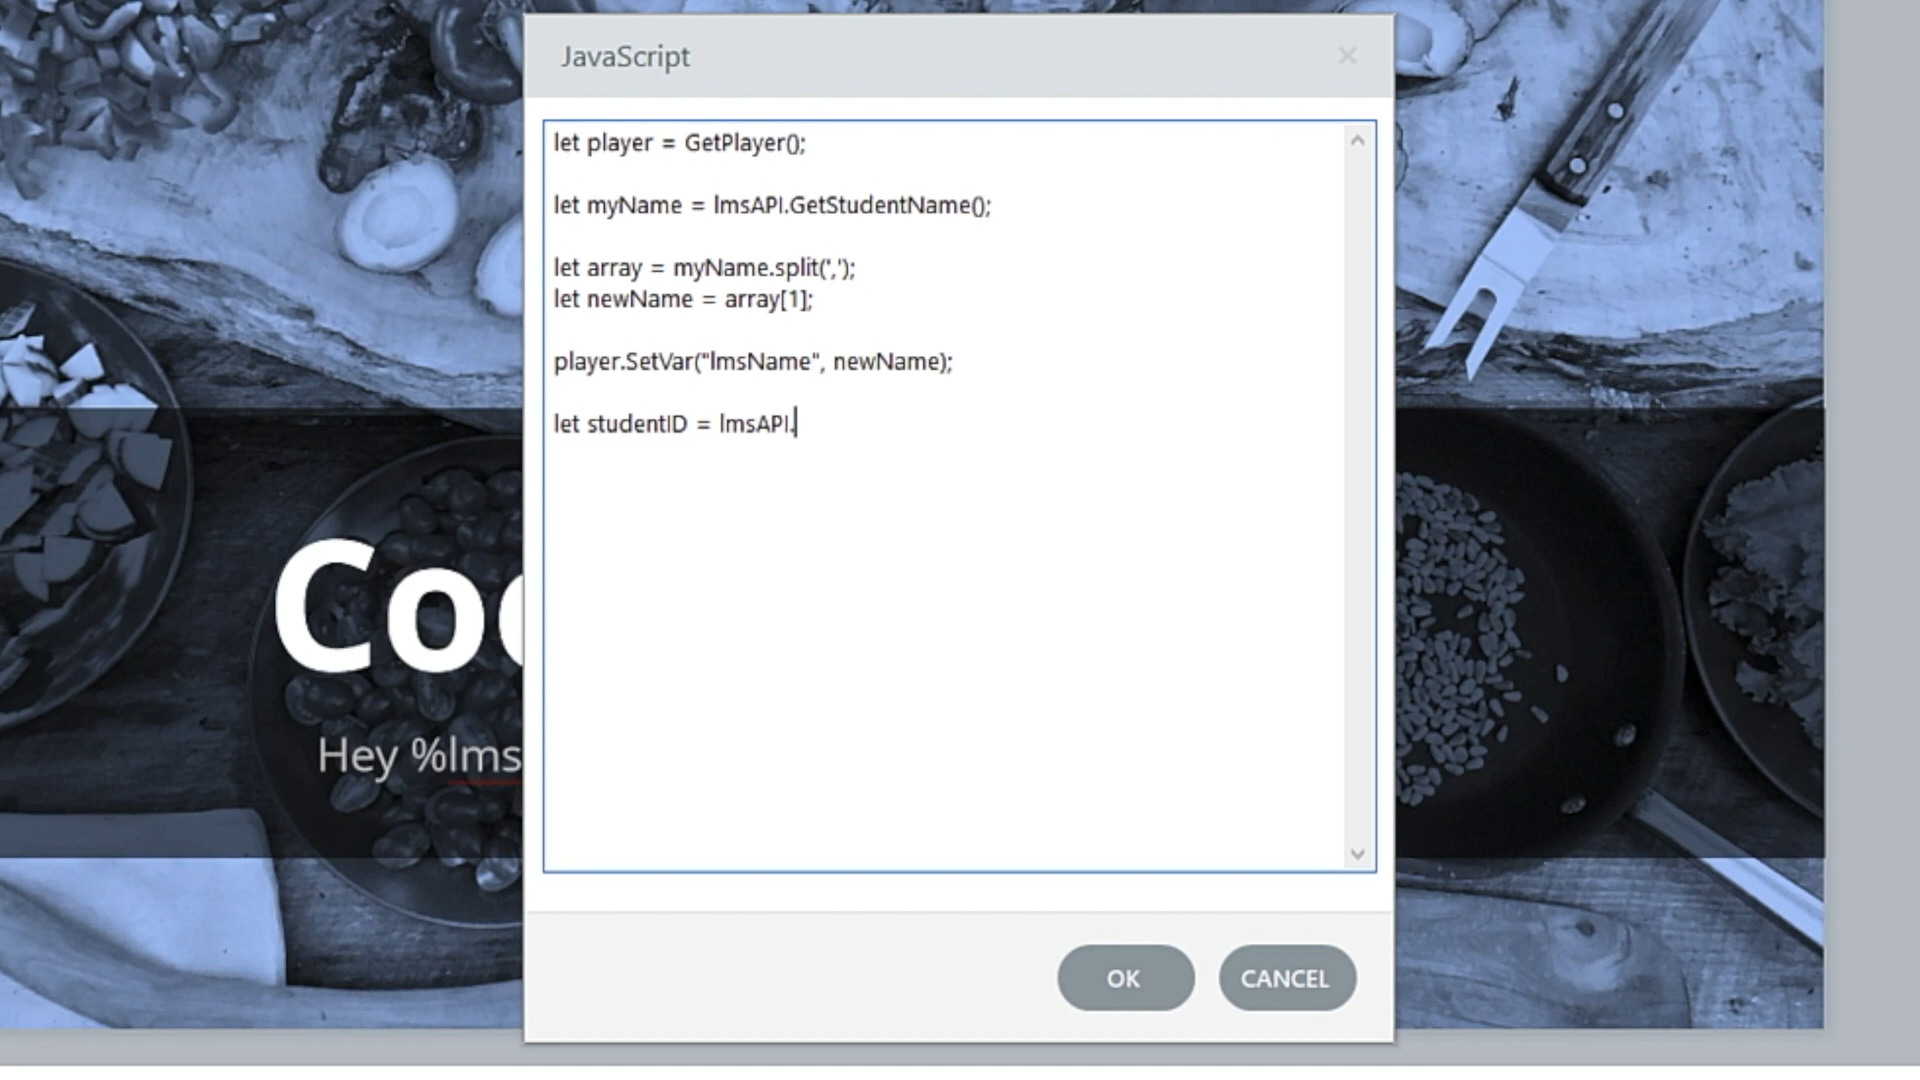 JavaScript
let player = GetPlayer();
let myName = lmsAPI.GetStudentName();
let array = myName.split(',');
let newName = array[1];
player.SetVar("lmsName", newName);
let studentID = lmsAPI.
Coo
Hey %lms
OK
CANCEL